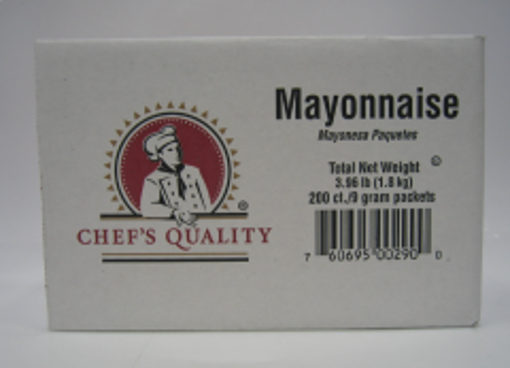 Mayonnaise
Mayonesa Paquetes
Total Net Weight
3.96 lb (1.8 kg)
200 ct./9 gram packets
7 60695 00290 0
®
CHEF'S QUALITY